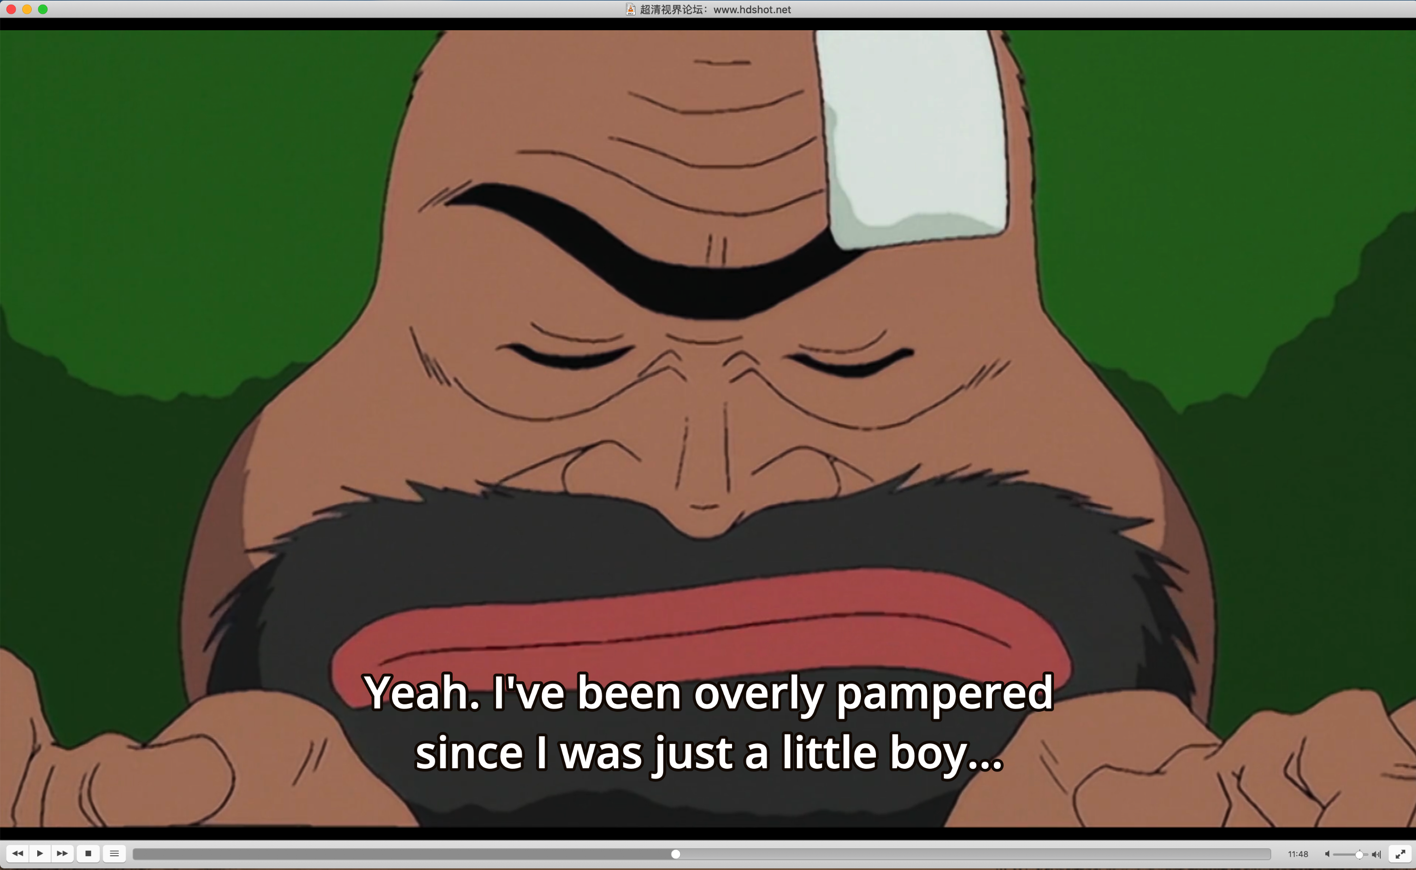 超清视界论坛：www.hdshot.net
Yeah. I've been overly pampered
since I was just a little boy...
11:48